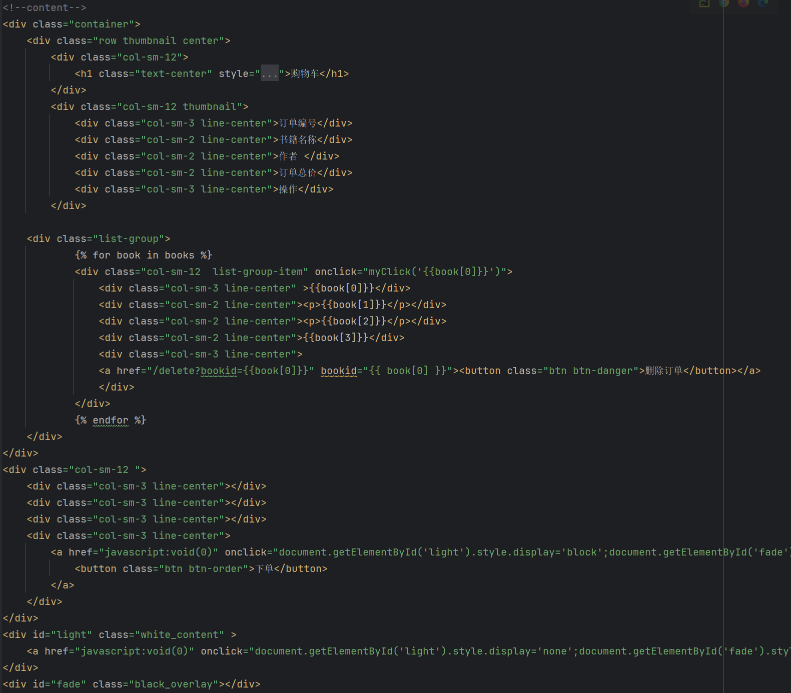 <!--content-->
<div class="container">
    <div class="row thumbnail center">
        <div class="col-sm-12">
            <h1 class="text-center" style="...">购物车</h1>
        </div>
        <div class="col-sm-12 thumbnail">
            <div class="col-sm-3 line-center">订单编号</div>
            <div class="col-sm-2 line-center">书籍名称</div>
            <div class="col-sm-2 line-center">作者 </div>
            <div class="col-sm-2 line-center">订单总价</div>
            <div class="col-sm-3 line-center">操作</div>
        </div>
    <div class="list-group">
            {% for book in books %}
            <div class="col-sm-12  list-group-item" onclick="myClick('{{book[0]}}')">
                <div class="col-sm-3 line-center" >{{book[0]}}</div>
                <div class="col-sm-2 line-center"><p>{{book[1]}}</p></div>
                <div class="col-sm-2 line-center"><p>{{book[2]}}</p></div>
                <div class="col-sm-2 line-center">{{book[3]}}</div>
                <div class="col-sm-3 line-center">
                <a href="/delete?bookid={{book[0]}}" bookid="{{ book[0] }}"><button class="btn btn-danger">删除订单</button></a>
                </div>
            </div>
            {% endfor %}
    </div>
</div>
<div class="col-sm-12 ">
    <div class="col-sm-3 line-center"></div>
    <div class="col-sm-3 line-center"></div>
    <div class="col-sm-3 line-center"></div>
    <div class="col-sm-3 line-center">
        <a href="javascript:void(0)" onclick="document.getElementById('light').style.display='block';document.getElementById('fade')
            <button class="btn btn-order">下单</button>
        </a>
    </div>
</div>
<div id="light" class="white_content" >
    <a href="javascript:void(0)" onclick="document.getElementById('light').style.display='none';document.getElementById('fade').sty
</div>
<div id="fade" class="black_overlay"></div>